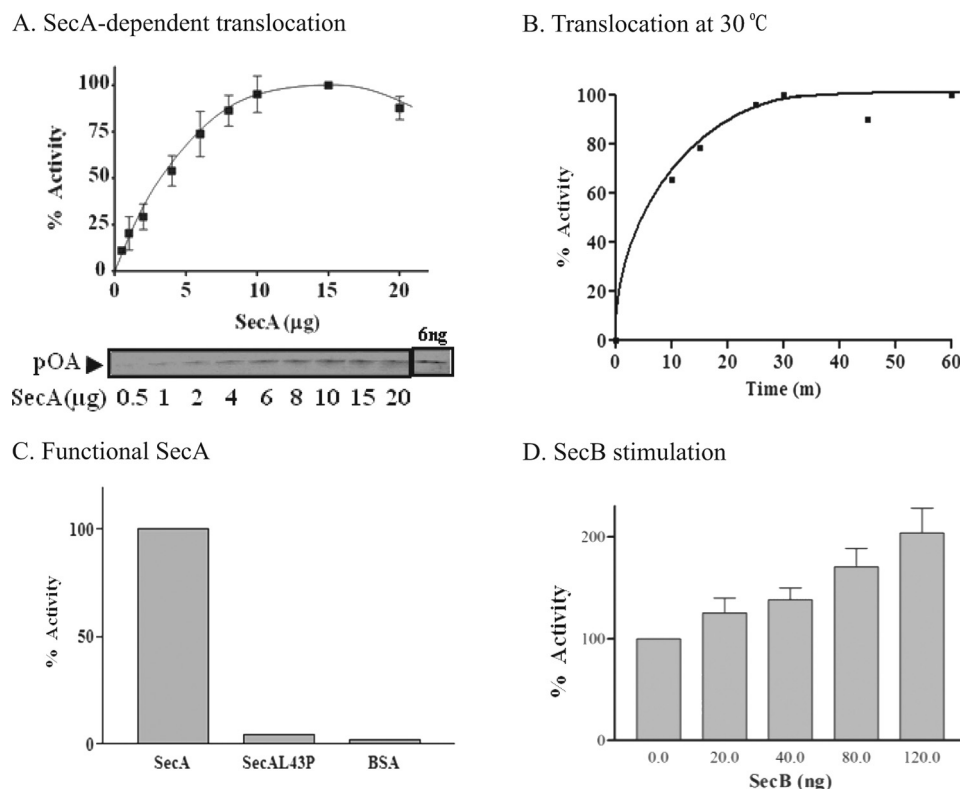 A. SecA-dependent translocation
% Activity
100
75
50
25
0
0 5 10 15 20
SecA (µg)
6ng
pOA
SecA(µg) 0.5 1 2 4 6 8 10 15 20
B. Translocation at 30 ℃
% Activity
100
80
60
40
20
0
0 10 20 30 40 50 60
Time (m)
C. Functional SecA
% Activity
100
50
0
SecA SecAL43P BSA
D. SecB stimulation
% Activity
200
100
0
0.0 20.0 40.0 80.0 120.0
SecB (ng)